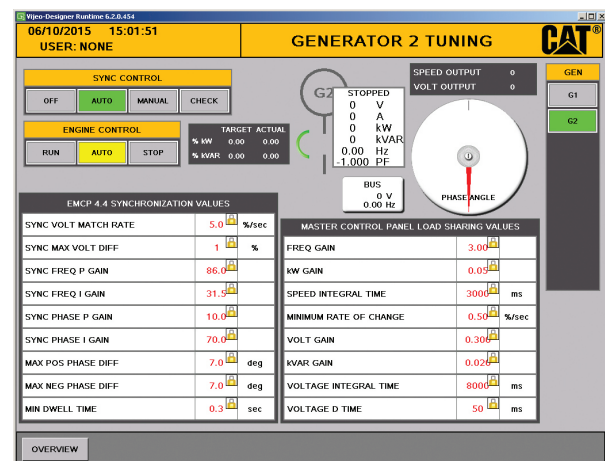 Vijeo-Designer Runtime 6.2.0.454
06/10/2015 15:01:51
USER: NONE
GENERATOR 2 TUNING
CAT®
SYNC CONTROL
OFF AUTO MANUAL CHECK
ENGINE CONTROL
RUN AUTO STOP
TARGET ACTUAL
% kW 0.00 0.00
% kVAR 0.00 0.00
G2
STOPPED
0 V
0 A
0 kW
0 kVAR
0.00 Hz
-1.000 PF
BUS
0 V
0.00 Hz
SPEED OUTPUT 0
VOLT OUTPUT 0
0
PHASE ANGLE
GEN
G1
G2
EMCP 4.4 SYNCHRONIZATION VALUES
SYNC VOLT MATCH RATE 5.0 %/sec
SYNC MAX VOLT DIFF 1 %
SYNC FREQ P GAIN 86.0
SYNC FREQ I GAIN 31.5
SYNC PHASE P GAIN 10.0
SYNC PHASE I GAIN 70.0
MAX POS PHASE DIFF 7.0 deg
MAX NEG PHASE DIFF 7.0 deg
MIN DWELL TIME 0.3 sec
MASTER CONTROL PANEL LOAD SHARING VALUES
FREQ GAIN 3.00
kW GAIN 0.05
SPEED INTEGRAL TIME 3000 ms
MINIMUM RATE OF CHANGE 0.50 %/sec
VOLT GAIN 0.300
kVAR GAIN 0.020
VOLTAGE INTEGRAL TIME 8000 ms
VOLTAGE D TIME 50 ms
OVERVIEW